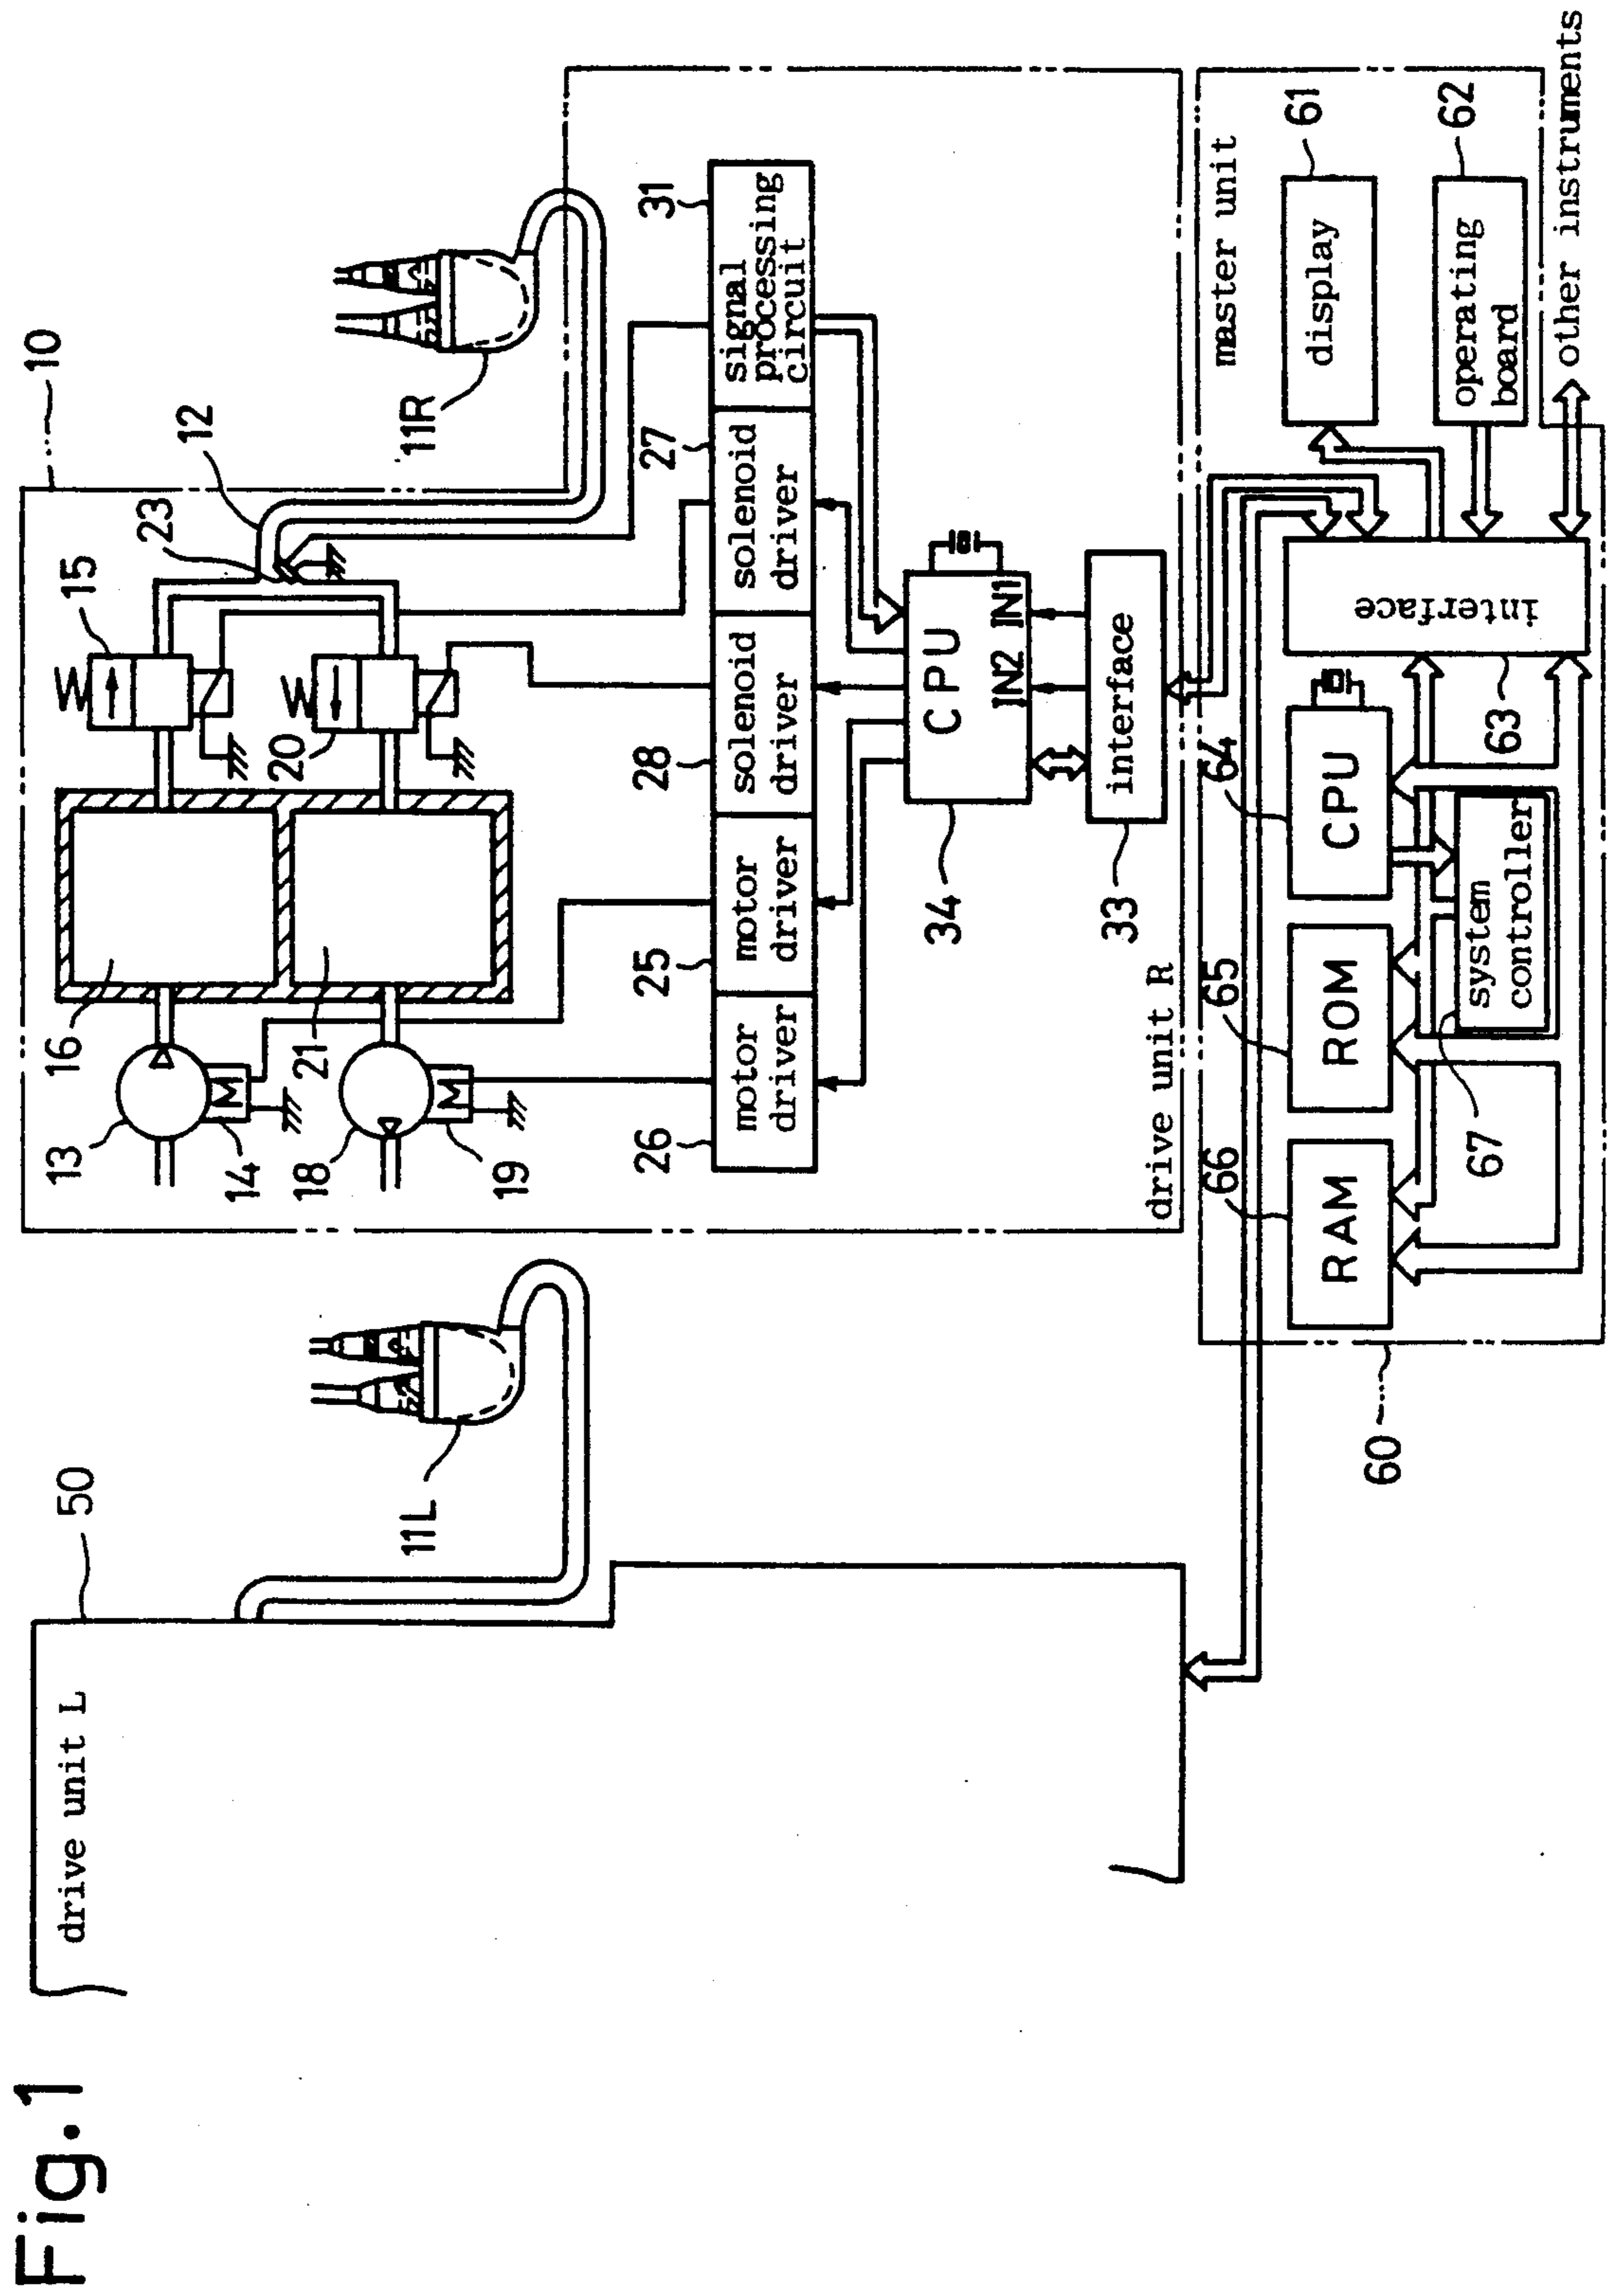 Fig.1
drive unit L
50
11L
10
12
23
15
20
16
21
13
14
18
19
M
M
11R
31
27
28
25
26
signal
processing
circuit
solenoid
driver
solenoid
driver
motor
driver
motor
driver
CPU
IN2 IN1
34
interface
33
drive unit R
master unit
61
display
62
operating
board
other instruments
interface
63
64
CPU
65
ROM
66
RAM
system
controller
67
60